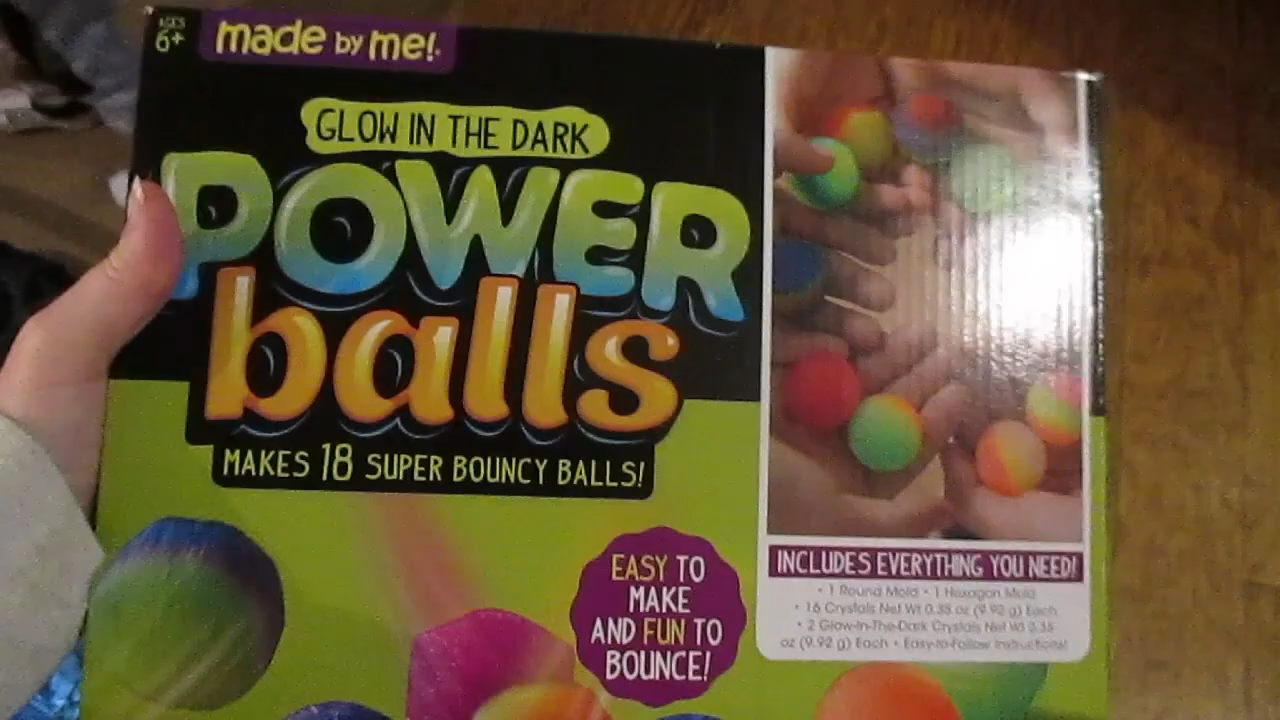 AGES
6+
made by me!
GLOW IN THE DARK
POWER
balls
MAKES 18 SUPER BOUNCY BALLS!
EASY TO
MAKE
AND FUN TO
BOUNCE!
INCLUDES EVERYTHING YOU NEED!
• 1 Round Mold • 1 Hexagon Mold
• 16 Crystals Net Wt 0.35 oz (9.92 g) Each
• 2 Glow-In-The-Dark Crystals Net Wt 0.35
oz (9.92 g) Each • Easy-to-Follow Instructions!